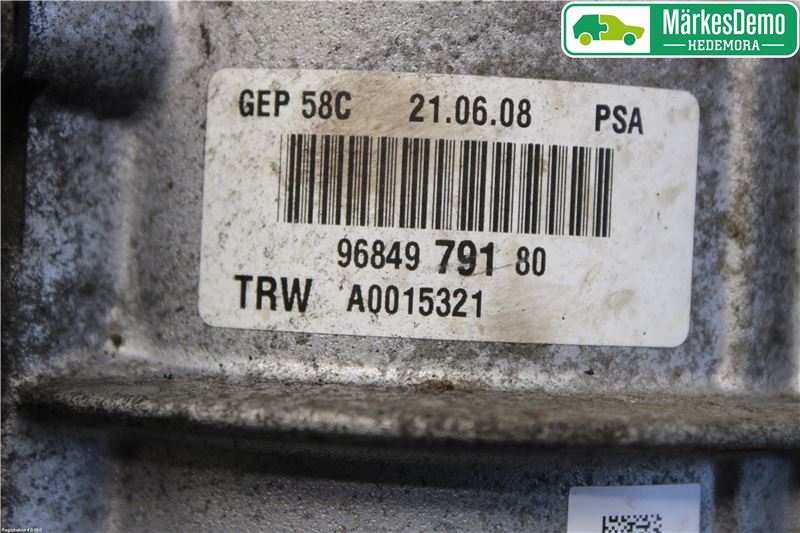 MärkesDemo
HEDEMORA
GEP 58C 21.06.08 PSA
96849 791 80
TRW A0015321